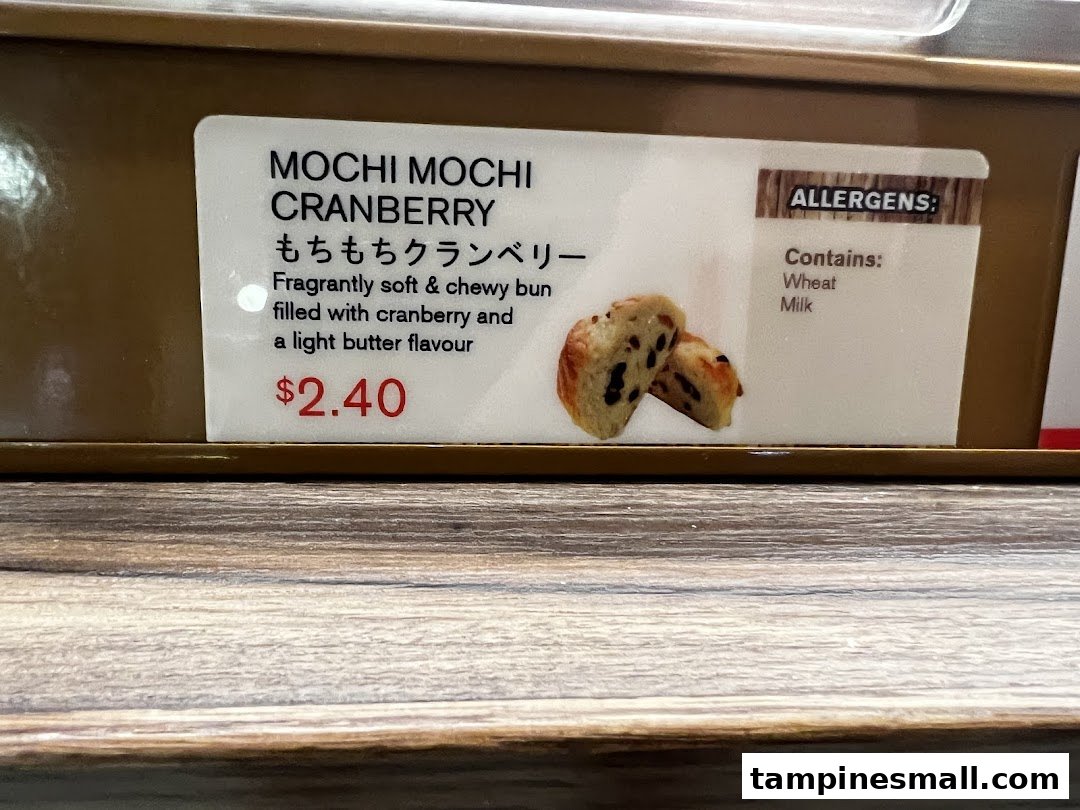 MOCHI MOCHI
CRANBERRY
もちもちクランベリー
Fragrantly soft & chewy bun
filled with cranberry and
a light butter flavour
$2.40
ALLERGENS:
Contains:
Wheat
Milk
tampinesmall.com